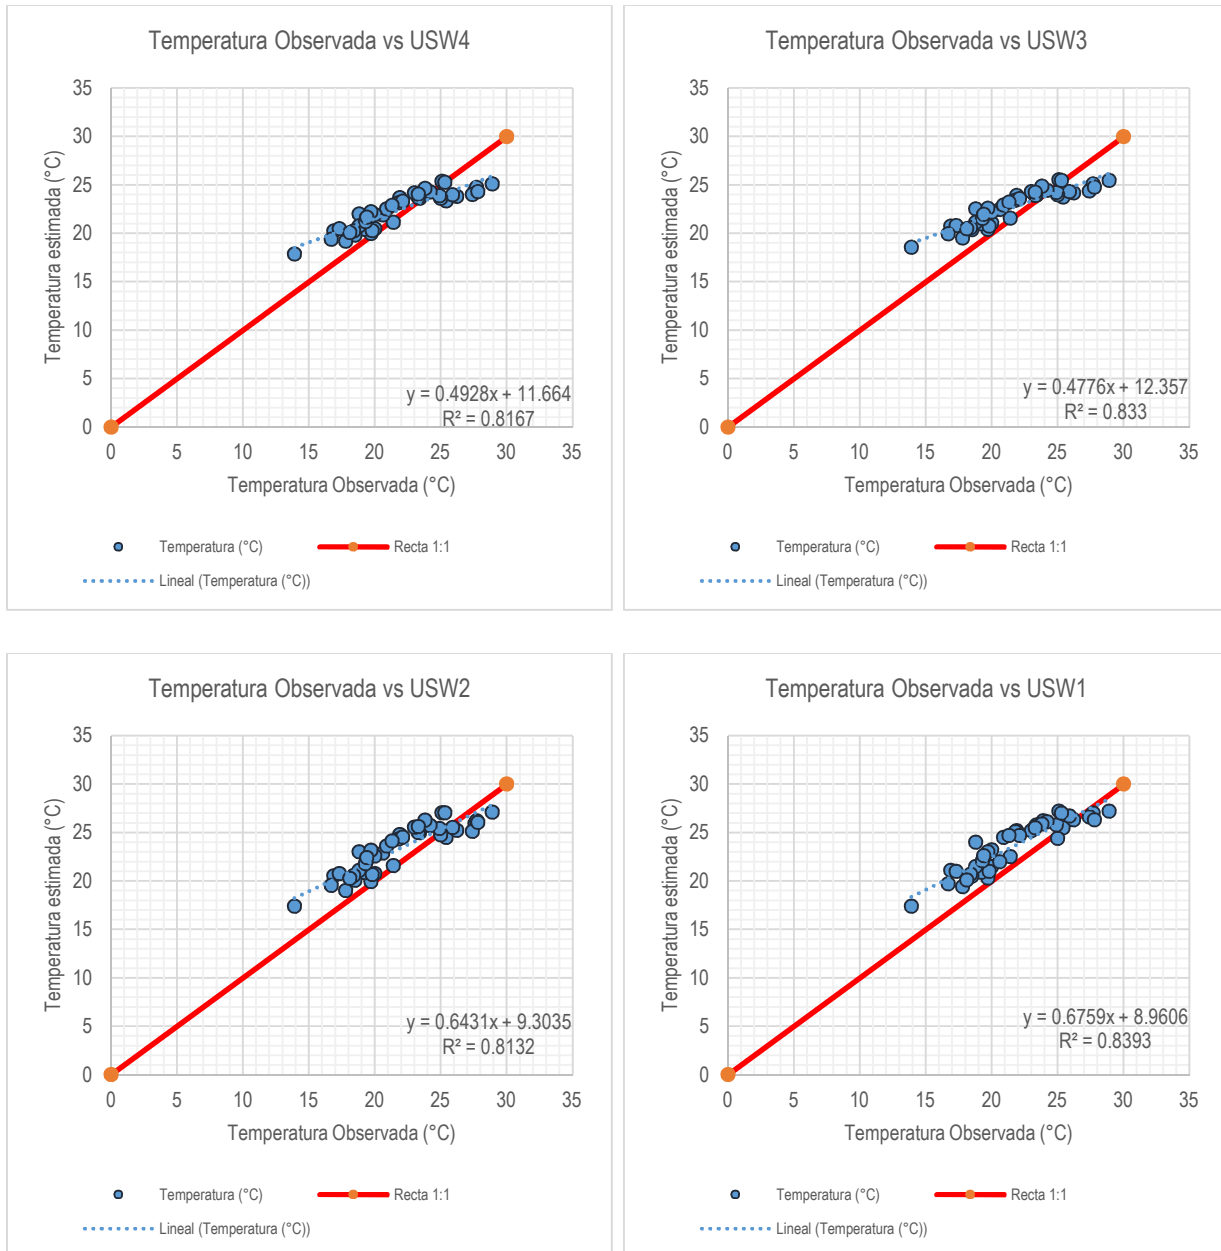 Temperatura Observada vs USW4
35
30
25
20
15
10
5
0
0 5 10 15 20 25 30 35
Temperatura estimada (°C)
Temperatura Observada (°C)
y = 0.4928x + 11.664
R² = 0.8167
Temperatura (°C) Recta 1:1
Lineal (Temperatura (°C))
Temperatura Observada vs USW3
35
30
25
20
15
10
5
0
0 5 10 15 20 25 30 35
Temperatura estimada (°C)
Temperatura Observada (°C)
y = 0.4776x + 12.357
R² = 0.833
Temperatura (°C) Recta 1:1
Lineal (Temperatura (°C))
Temperatura Observada vs USW2
35
30
25
20
15
10
5
0
0 5 10 15 20 25 30 35
Temperatura estimada (°C)
Temperatura Observada (°C)
y = 0.6431x + 9.3035
R² = 0.8132
Temperatura (°C) Recta 1:1
Lineal (Temperatura (°C))
Temperatura Observada vs USW1
35
30
25
20
15
10
5
0
0 5 10 15 20 25 30 35
Temperatura estimada (°C)
Temperatura Observada (°C)
y = 0.6759x + 8.9606
R² = 0.8393
Temperatura (°C) Recta 1:1
Lineal (Temperatura (°C))